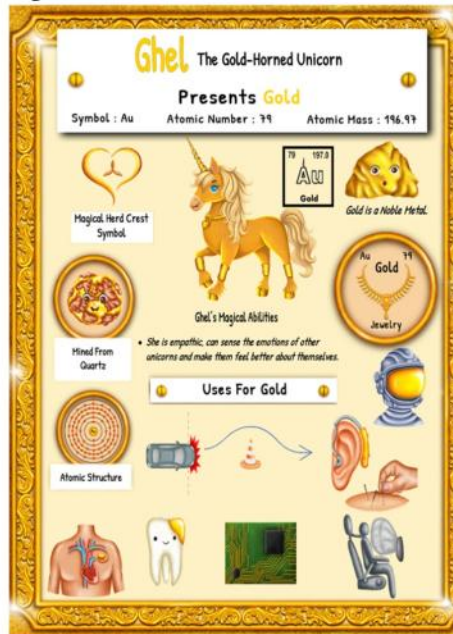 Ghel The Gold-Horned Unicorn
Presents Gold
Symbol : Au Atomic Number : 79 Atomic Mass : 196.97
79 197.0
Au
Gold
Magical Herd Crest
Symbol
Gold is a Noble Metal.
Au 79
Gold
Jewelry
Ghel's Magical Abilities
• She is empathic, can sense the emotions of other
unicorns and make them feel better about themselves.
Mined From
Quartz
Uses For Gold
Atomic Structure